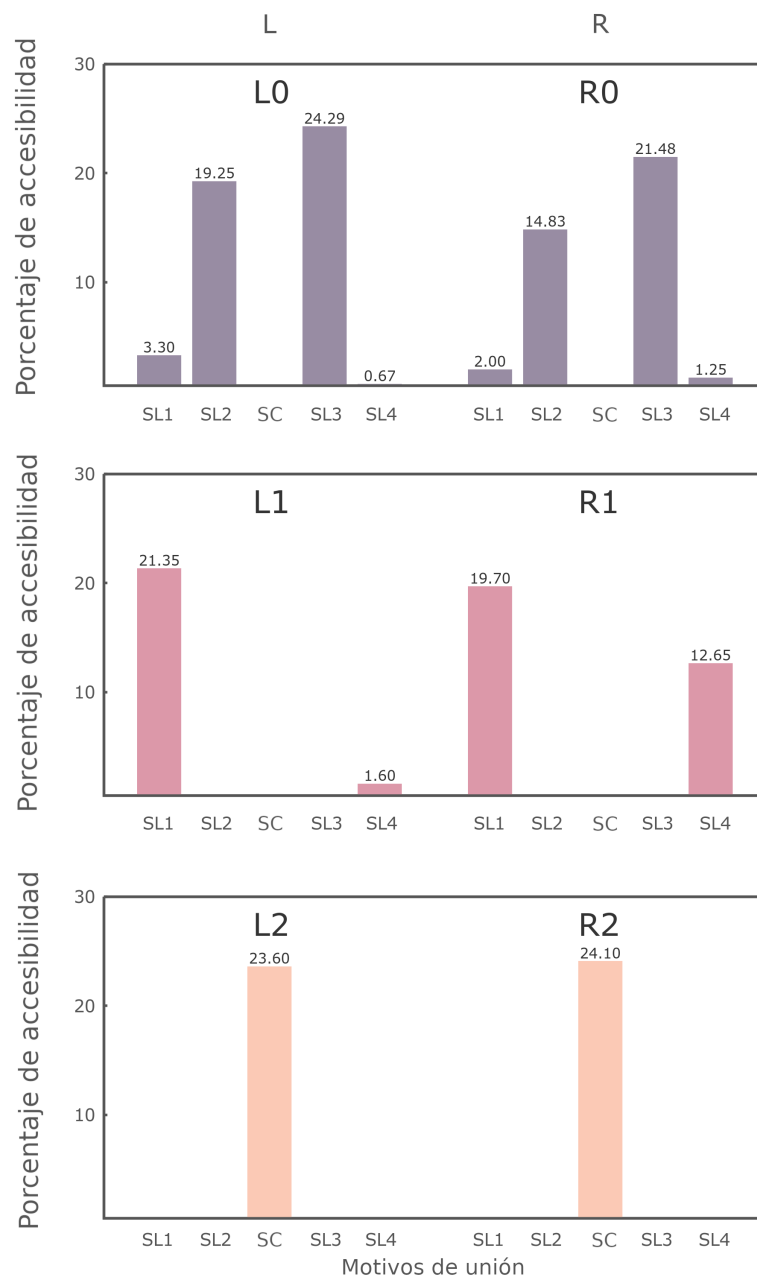 L R
Porcentaje de accesibilidad
30
20
10
L0 R0
3.30 19.25 24.29 0.67 2.00 14.83 21.48 1.25
SL1 SL2 SC SL3 SL4 SL1 SL2 SC SL3 SL4
Porcentaje de accesibilidad
30
20
10
L1 R1
21.35 1.60 19.70 12.65
SL1 SL2 SC SL3 SL4 SL1 SL2 SC SL3 SL4
Porcentaje de accesibilidad
30
20
10
L2 R2
23.60 24.10
SL1 SL2 SC SL3 SL4 SL1 SL2 SC SL3 SL4
Motivos de unión